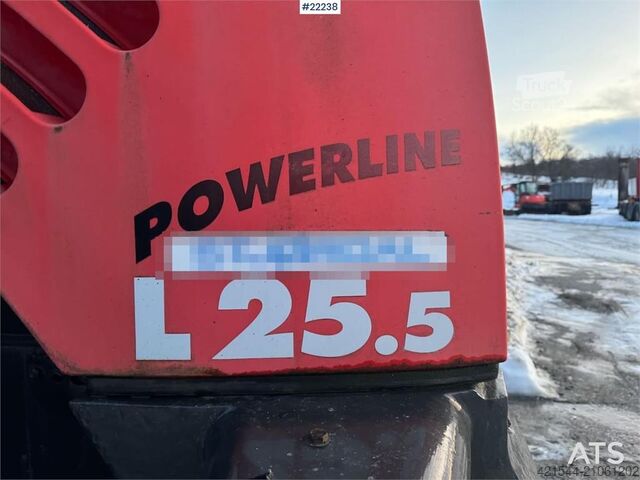 #22238
Truck
Scout
POWERLINE
L 25.5
ATS
421544-21061202